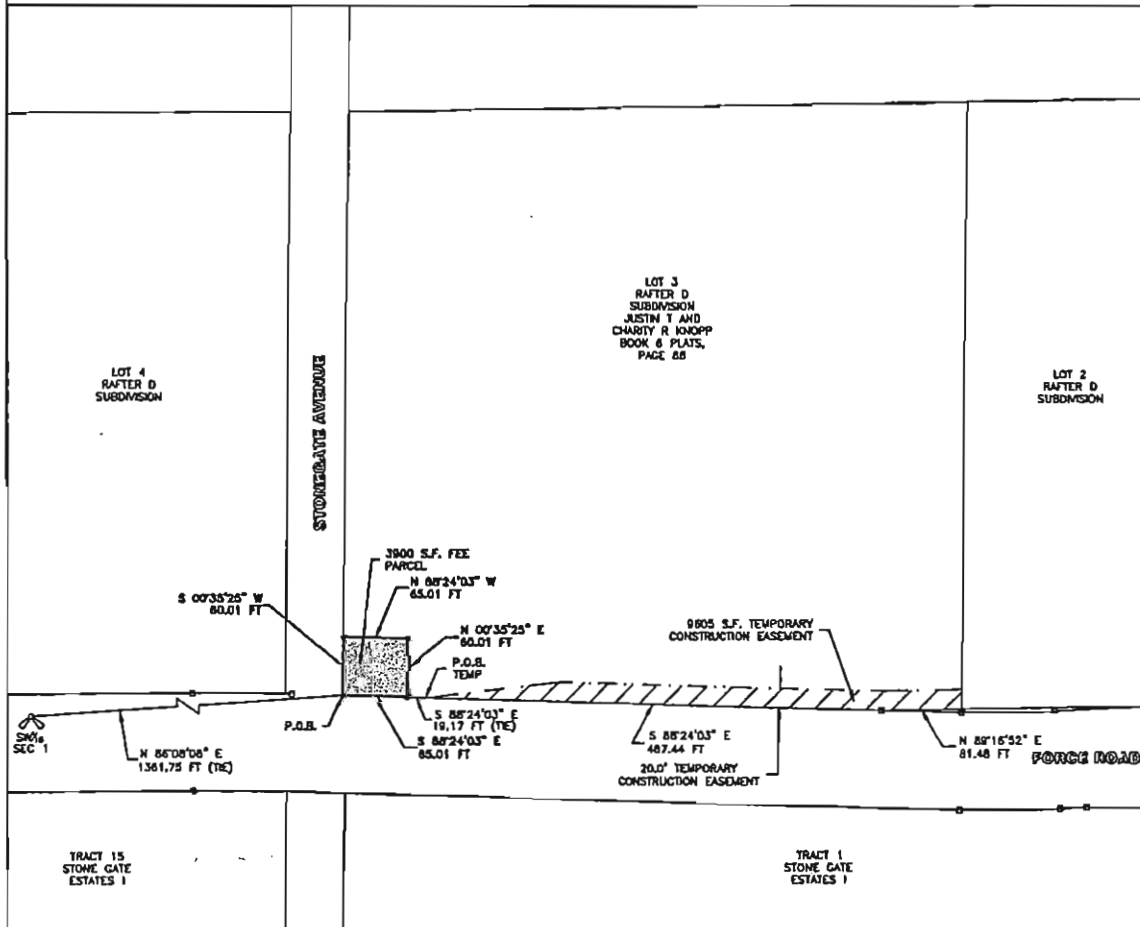 LOT 3
RAFTER D
SUBDIVISION
JUSTIN T AND
CHARITY R KNOPP
BOOK 6 PLATS,
PAGE 88
LOT 4
RAFTER D
SUBDIVISION
LOT 2
RAFTER D
SUBDIVISION
STONEGATE AVENUE
3900 S.F. FEE
PARCEL
N 88°24'03" W
65.01 FT
S 00°35'25" W
60.01 FT
N 00°35'25" E
60.01 FT
P.O.B.
TEMP
9605 S.F. TEMPORARY
CONSTRUCTION EASEMENT
P.O.B.
S 88°24'03" E
19.17 FT (TIE)
S 88°24'03" E
65.01 FT
SEC 1
N 86°08'08" E
1361.75 FT (TIE)
S 88°24'03" E
487.44 FT
20.0' TEMPORARY
CONSTRUCTION EASEMENT
N 89°16'52" E
81.48 FT
FORCE ROAD
TRACT 15
STONE GATE
ESTATES I
TRACT 1
STONE GATE
ESTATES I